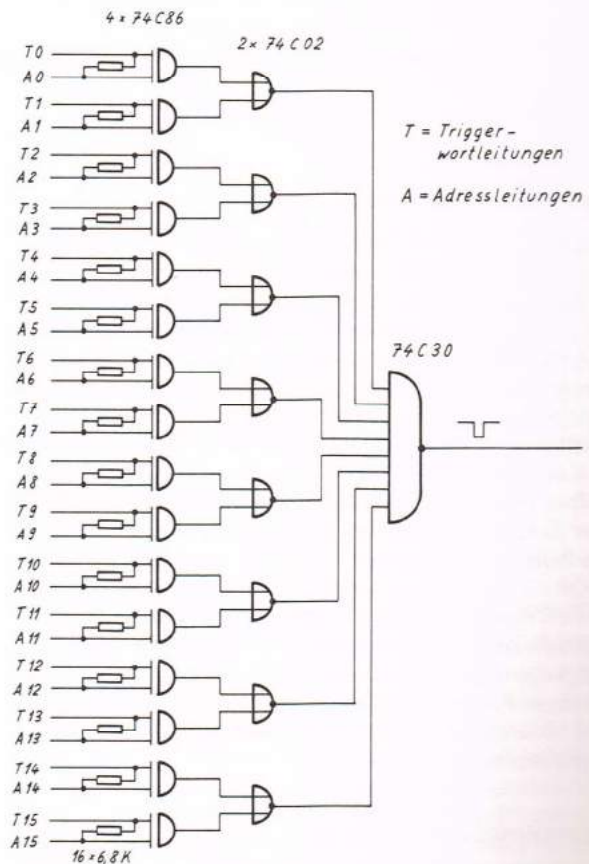 4 x 74C86
2 x 74C02
T0
A0
T1
A1
T2
A2
T3
A3
T4
A4
T5
A5
T6
A6
T7
A7
T8
A8
T9
A9
T10
A10
T11
A11
T12
A12
T13
A13
T14
A14
T15
A15
16 x 6,8K
T = Trigger-
wortleitungen
A = Adressleitungen
74C30